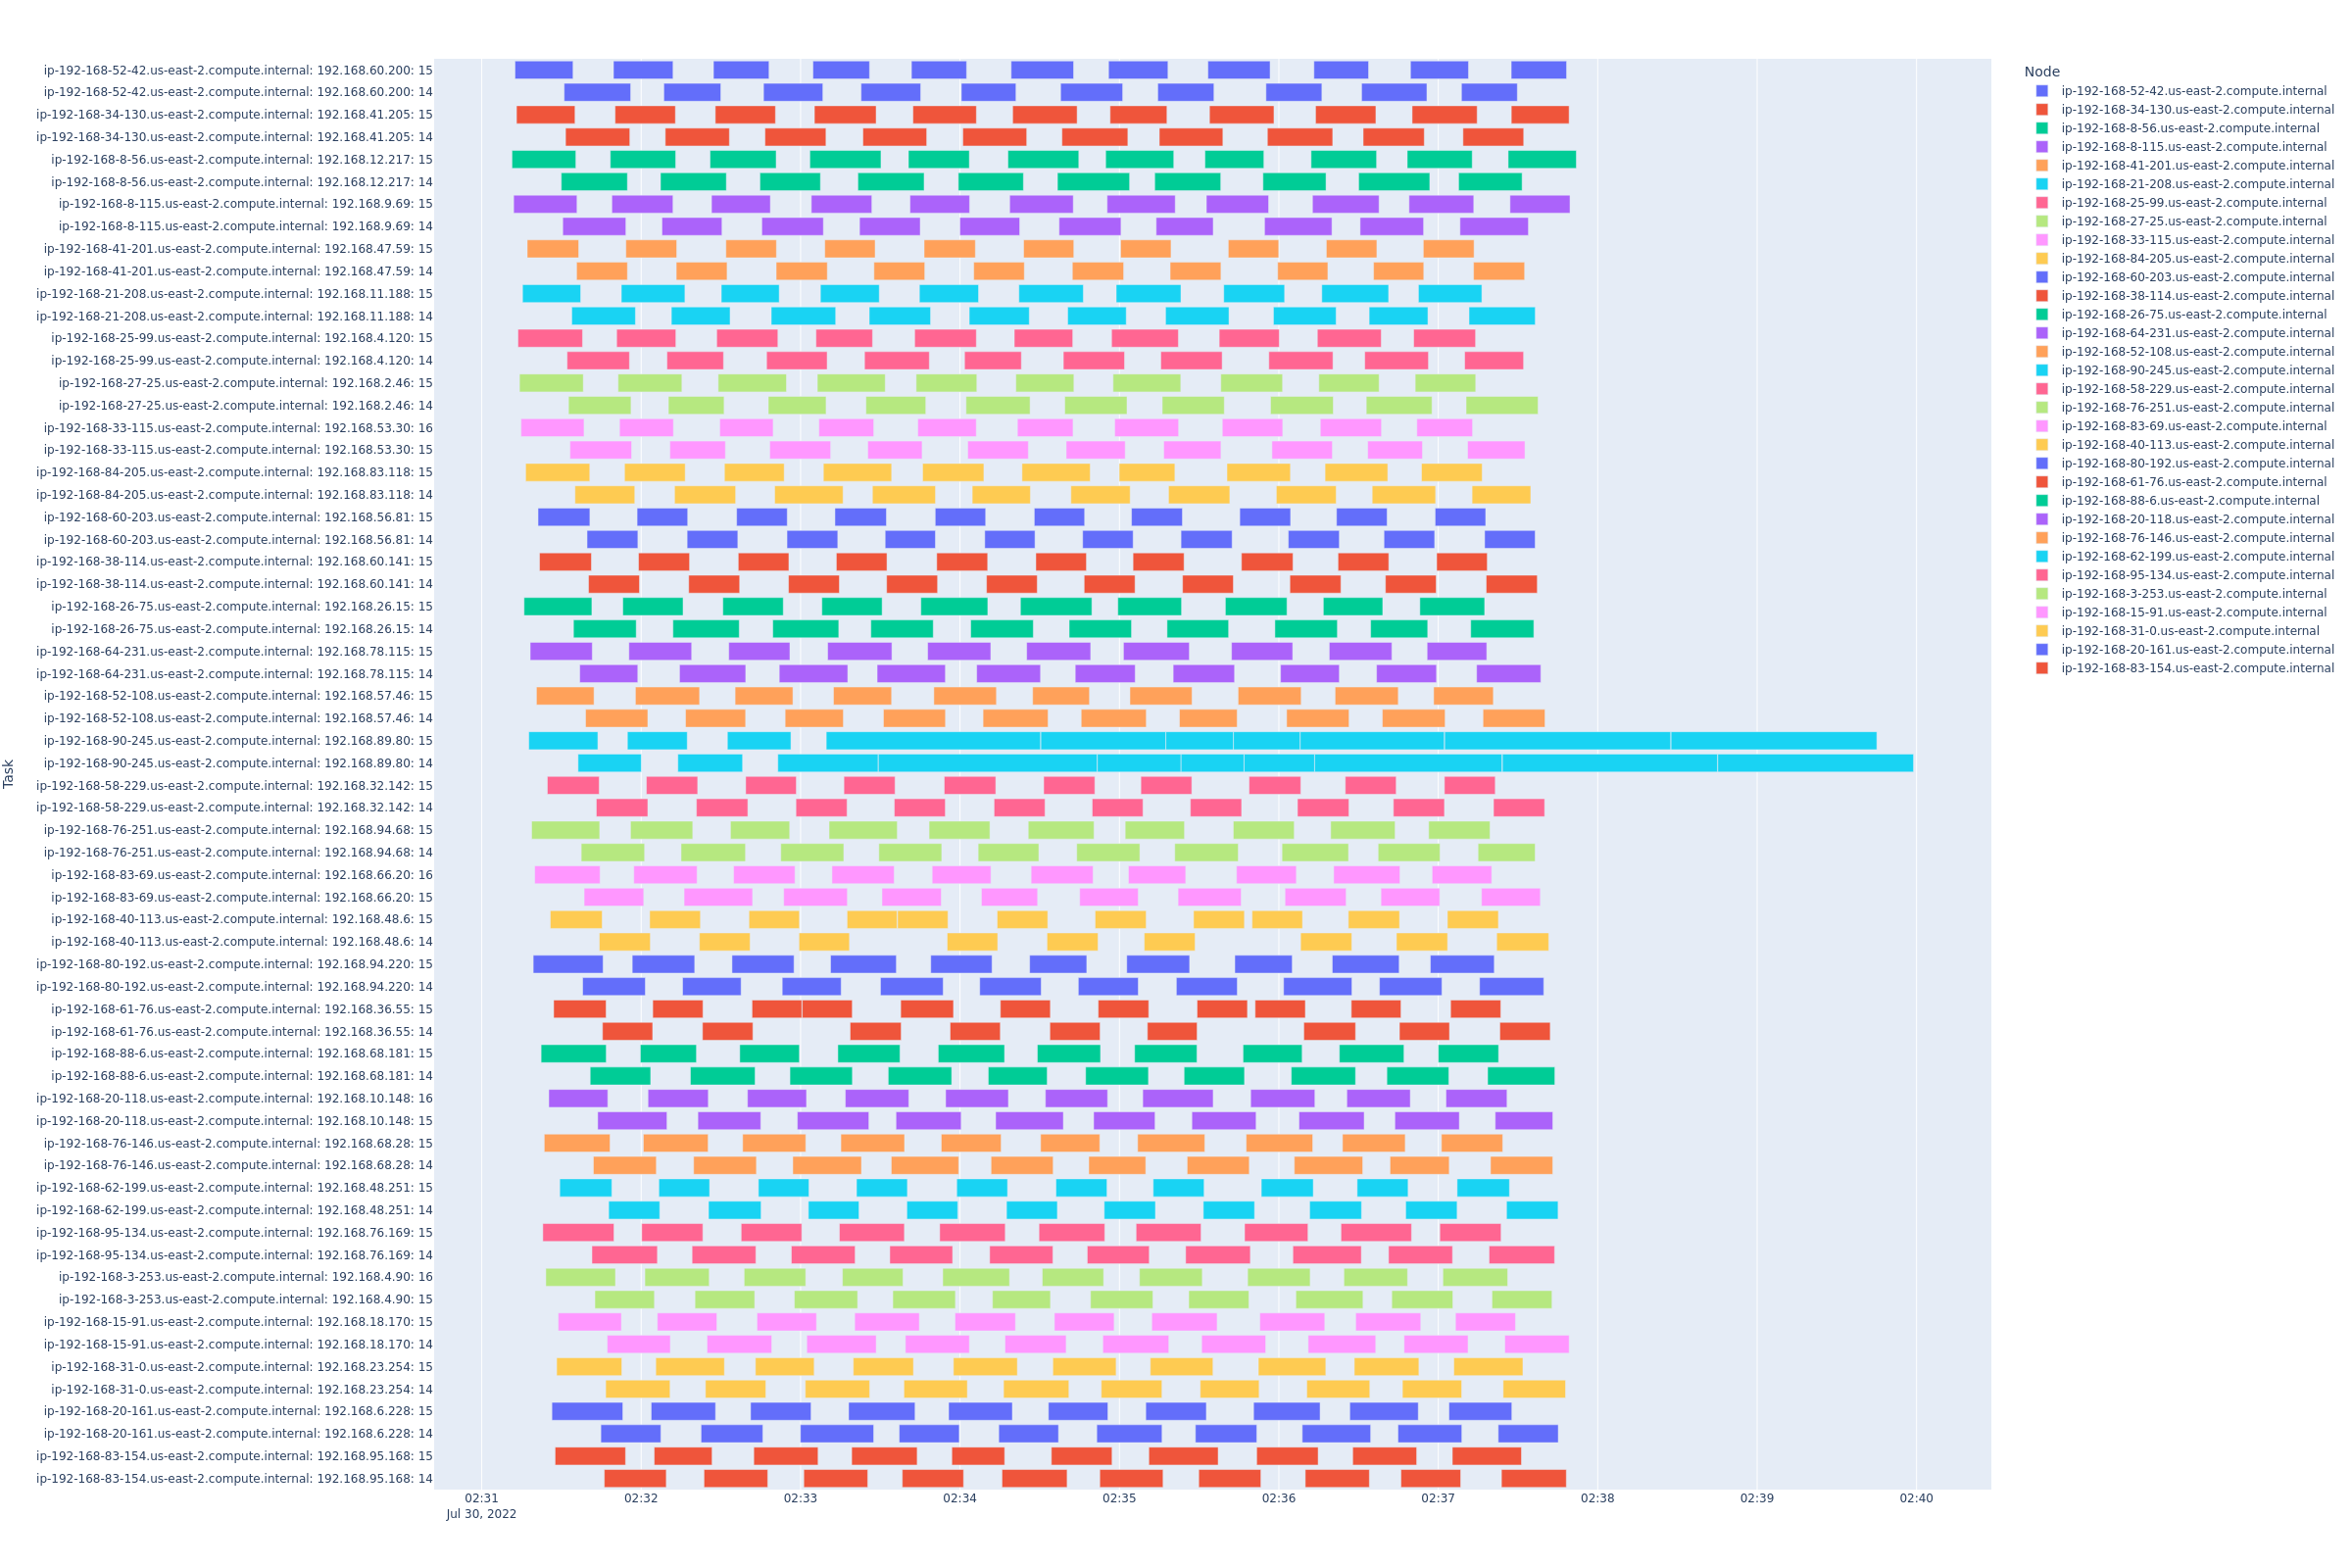 ip-192-168-52-42.us-east-2.compute.internal: 192.168.60.200: 15
ip-192-168-52-42.us-east-2.compute.internal: 192.168.60.200: 14
ip-192-168-34-130.us-east-2.compute.internal: 192.168.41.205: 15
ip-192-168-34-130.us-east-2.compute.internal: 192.168.41.205: 14
ip-192-168-8-56.us-east-2.compute.internal: 192.168.12.217: 15
ip-192-168-8-56.us-east-2.compute.internal: 192.168.12.217: 14
ip-192-168-8-115.us-east-2.compute.internal: 192.168.9.69: 15
ip-192-168-8-115.us-east-2.compute.internal: 192.168.9.69: 14
ip-192-168-41-201.us-east-2.compute.internal: 192.168.47.59: 15
ip-192-168-41-201.us-east-2.compute.internal: 192.168.47.59: 14
ip-192-168-21-208.us-east-2.compute.internal: 192.168.11.188: 15
ip-192-168-21-208.us-east-2.compute.internal: 192.168.11.188: 14
ip-192-168-25-99.us-east-2.compute.internal: 192.168.4.120: 15
ip-192-168-25-99.us-east-2.compute.internal: 192.168.4.120: 14
ip-192-168-27-25.us-east-2.compute.internal: 192.168.2.46: 15
ip-192-168-27-25.us-east-2.compute.internal: 192.168.2.46: 14
ip-192-168-33-115.us-east-2.compute.internal: 192.168.53.30: 16
ip-192-168-33-115.us-east-2.compute.internal: 192.168.53.30: 15
ip-192-168-84-205.us-east-2.compute.internal: 192.168.83.118: 15
ip-192-168-84-205.us-east-2.compute.internal: 192.168.83.118: 14
ip-192-168-60-203.us-east-2.compute.internal: 192.168.56.81: 15
ip-192-168-60-203.us-east-2.compute.internal: 192.168.56.81: 14
ip-192-168-38-114.us-east-2.compute.internal: 192.168.60.141: 15
ip-192-168-38-114.us-east-2.compute.internal: 192.168.60.141: 14
ip-192-168-26-75.us-east-2.compute.internal: 192.168.26.15: 15
ip-192-168-26-75.us-east-2.compute.internal: 192.168.26.15: 14
ip-192-168-64-231.us-east-2.compute.internal: 192.168.78.115: 15
ip-192-168-64-231.us-east-2.compute.internal: 192.168.78.115: 14
ip-192-168-52-108.us-east-2.compute.internal: 192.168.57.46: 15
ip-192-168-52-108.us-east-2.compute.internal: 192.168.57.46: 14
ip-192-168-90-245.us-east-2.compute.internal: 192.168.89.80: 15
ip-192-168-90-245.us-east-2.compute.internal: 192.168.89.80: 14
ip-192-168-58-229.us-east-2.compute.internal: 192.168.32.142: 15
ip-192-168-58-229.us-east-2.compute.internal: 192.168.32.142: 14
ip-192-168-76-251.us-east-2.compute.internal: 192.168.94.68: 15
ip-192-168-76-251.us-east-2.compute.internal: 192.168.94.68: 14
ip-192-168-83-69.us-east-2.compute.internal: 192.168.66.20: 16
ip-192-168-83-69.us-east-2.compute.internal: 192.168.66.20: 15
ip-192-168-40-113.us-east-2.compute.internal: 192.168.48.6: 15
ip-192-168-40-113.us-east-2.compute.internal: 192.168.48.6: 14
ip-192-168-80-192.us-east-2.compute.internal: 192.168.94.220: 15
ip-192-168-80-192.us-east-2.compute.internal: 192.168.94.220: 14
ip-192-168-61-76.us-east-2.compute.internal: 192.168.36.55: 15
ip-192-168-61-76.us-east-2.compute.internal: 192.168.36.55: 14
ip-192-168-88-6.us-east-2.compute.internal: 192.168.68.181: 15
ip-192-168-88-6.us-east-2.compute.internal: 192.168.68.181: 14
ip-192-168-20-118.us-east-2.compute.internal: 192.168.10.148: 16
ip-192-168-20-118.us-east-2.compute.internal: 192.168.10.148: 15
ip-192-168-76-146.us-east-2.compute.internal: 192.168.68.28: 15
ip-192-168-76-146.us-east-2.compute.internal: 192.168.68.28: 14
ip-192-168-62-199.us-east-2.compute.internal: 192.168.48.251: 15
ip-192-168-62-199.us-east-2.compute.internal: 192.168.48.251: 14
ip-192-168-95-134.us-east-2.compute.internal: 192.168.76.169: 15
ip-192-168-95-134.us-east-2.compute.internal: 192.168.76.169: 14
ip-192-168-3-253.us-east-2.compute.internal: 192.168.4.90: 16
ip-192-168-3-253.us-east-2.compute.internal: 192.168.4.90: 15
ip-192-168-15-91.us-east-2.compute.internal: 192.168.18.170: 15
ip-192-168-15-91.us-east-2.compute.internal: 192.168.18.170: 14
ip-192-168-31-0.us-east-2.compute.internal: 192.168.23.254: 15
ip-192-168-31-0.us-east-2.compute.internal: 192.168.23.254: 14
ip-192-168-20-161.us-east-2.compute.internal: 192.168.6.228: 15
ip-192-168-20-161.us-east-2.compute.internal: 192.168.6.228: 14
ip-192-168-83-154.us-east-2.compute.internal: 192.168.95.168: 15
ip-192-168-83-154.us-east-2.compute.internal: 192.168.95.168: 14
Task
02:31 02:32 02:33 02:34 02:35 02:36 02:37 02:38 02:39 02:40
Jul 30, 2022
Node
ip-192-168-52-42.us-east-2.compute.internal
ip-192-168-34-130.us-east-2.compute.internal
ip-192-168-8-56.us-east-2.compute.internal
ip-192-168-8-115.us-east-2.compute.internal
ip-192-168-41-201.us-east-2.compute.internal
ip-192-168-21-208.us-east-2.compute.internal
ip-192-168-25-99.us-east-2.compute.internal
ip-192-168-27-25.us-east-2.compute.internal
ip-192-168-33-115.us-east-2.compute.internal
ip-192-168-84-205.us-east-2.compute.internal
ip-192-168-60-203.us-east-2.compute.internal
ip-192-168-38-114.us-east-2.compute.internal
ip-192-168-26-75.us-east-2.compute.internal
ip-192-168-64-231.us-east-2.compute.internal
ip-192-168-52-108.us-east-2.compute.internal
ip-192-168-90-245.us-east-2.compute.internal
ip-192-168-58-229.us-east-2.compute.internal
ip-192-168-76-251.us-east-2.compute.internal
ip-192-168-83-69.us-east-2.compute.internal
ip-192-168-40-113.us-east-2.compute.internal
ip-192-168-80-192.us-east-2.compute.internal
ip-192-168-61-76.us-east-2.compute.internal
ip-192-168-88-6.us-east-2.compute.internal
ip-192-168-20-118.us-east-2.compute.internal
ip-192-168-76-146.us-east-2.compute.internal
ip-192-168-62-199.us-east-2.compute.internal
ip-192-168-95-134.us-east-2.compute.internal
ip-192-168-3-253.us-east-2.compute.internal
ip-192-168-15-91.us-east-2.compute.internal
ip-192-168-31-0.us-east-2.compute.internal
ip-192-168-20-161.us-east-2.compute.internal
ip-192-168-83-154.us-east-2.compute.internal